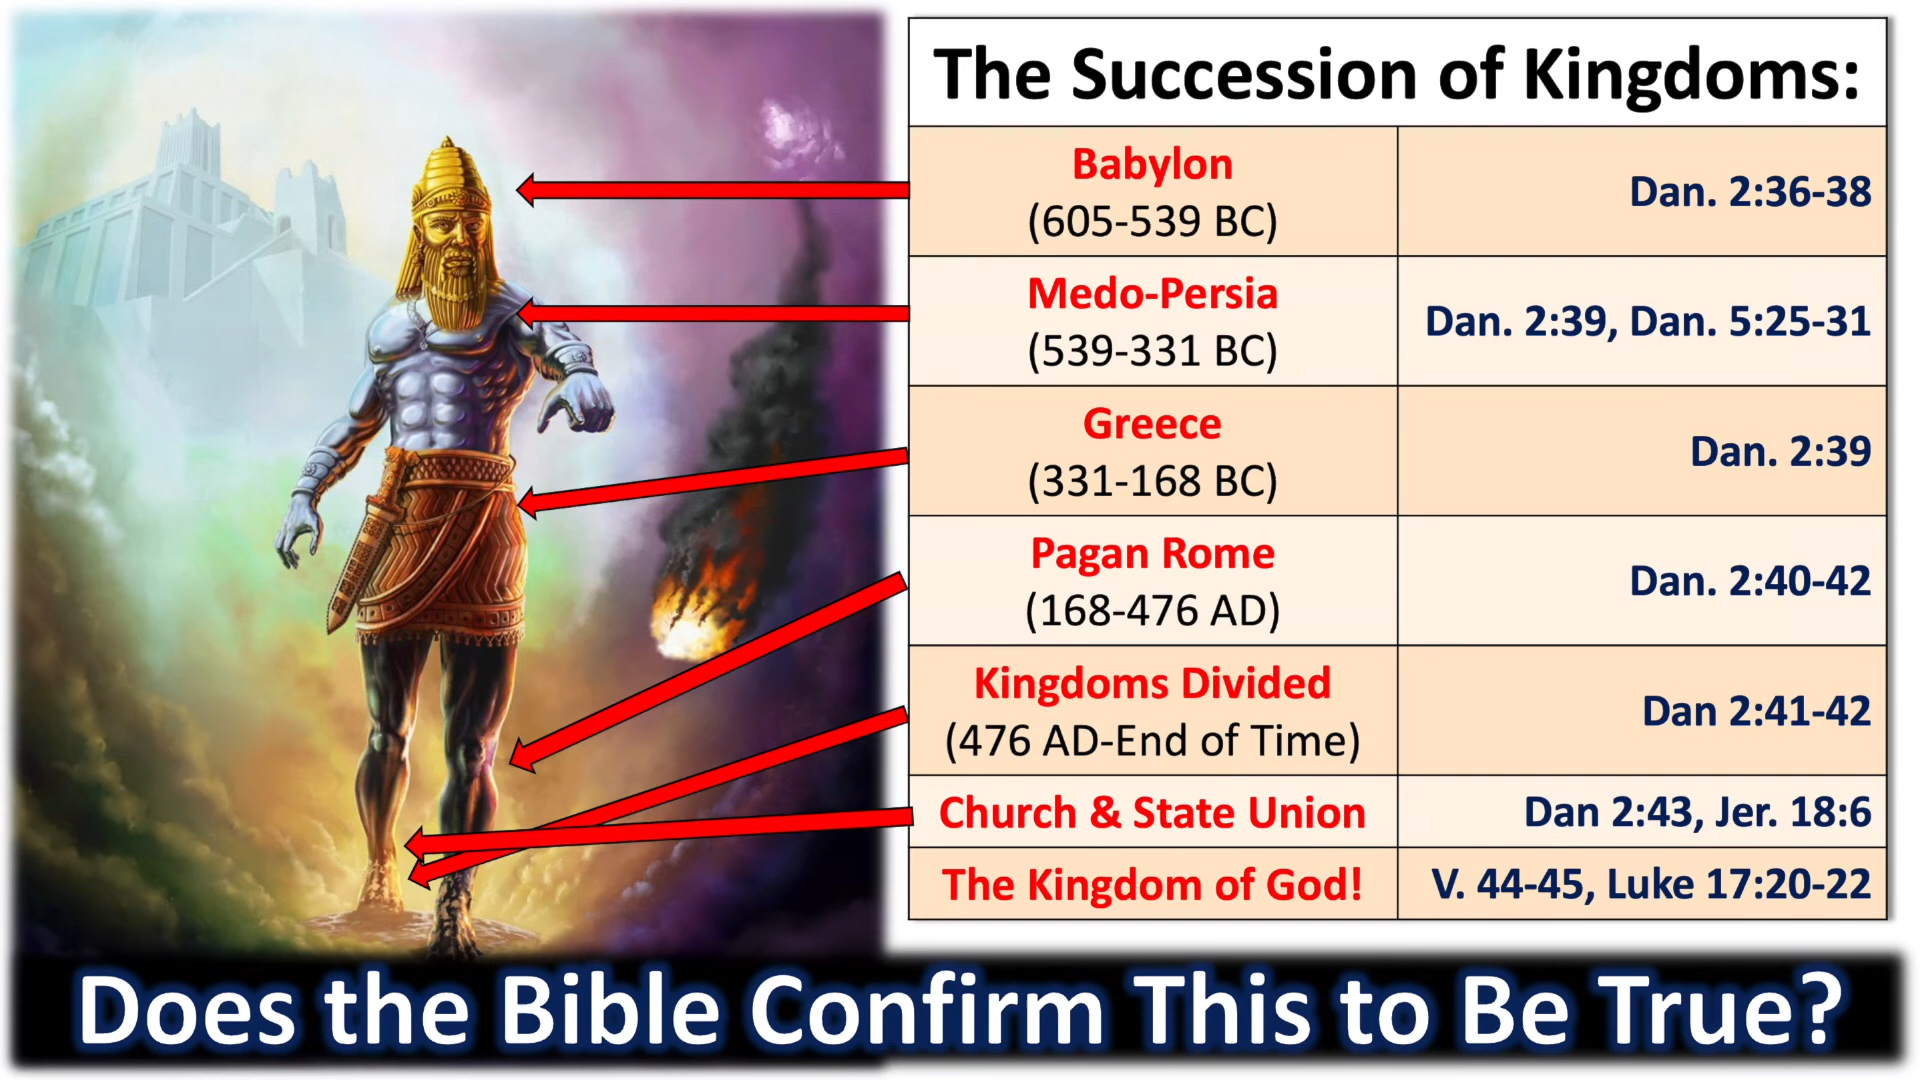 The Succession of Kingdoms:
Babylon
(605-539 BC)
Dan. 2:36-38
Medo-Persia
(539-331 BC)
Dan. 2:39, Dan. 5:25-31
Greece
(331-168 BC)
Dan. 2:39
Pagan Rome
(168-476 AD)
Dan. 2:40-42
Kingdoms Divided
(476 AD-End of Time)
Dan 2:41-42
Church & State Union
Dan 2:43, Jer. 18:6
The Kingdom of God!
V. 44-45, Luke 17:20-22
Does the Bible Confirm This to Be True?